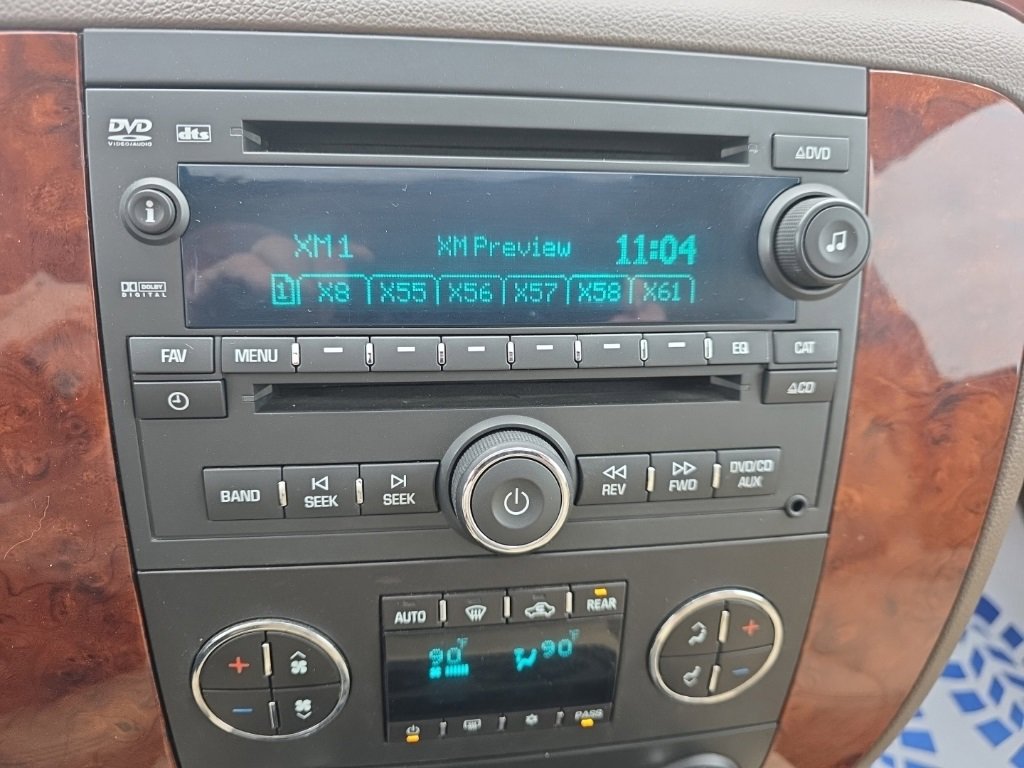 DVD
VIDEO/AUDIO
dts
DVD
i
XM1 XM Preview 11:04
DOLBY
DIGITAL
1 X8 X55 X56 X57 X58 X61
FAV MENU EQ CAT
CD
BAND SEEK SEEK REV FWD DVD/CD
AUX
AUTO REAR
90°F 90°F
PASS